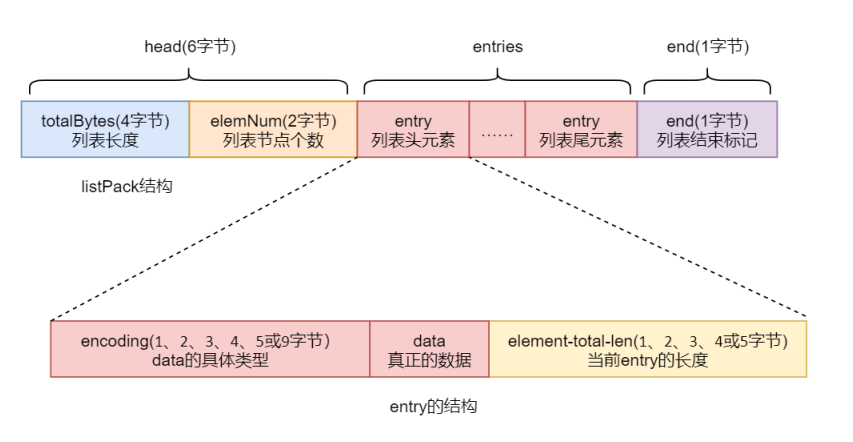 head(6字节)
entries
end(1字节)
totalBytes(4字节)
列表长度
elemNum(2字节)
列表节点个数
entry
列表头元素
......
entry
列表尾元素
end(1字节)
列表结束标记
listPack结构
encoding(1、2、3、4、5或9字节)
data的具体类型
data
真正的数据
element-total-len(1、2、3、4或5字节)
当前entry的长度
entry的结构